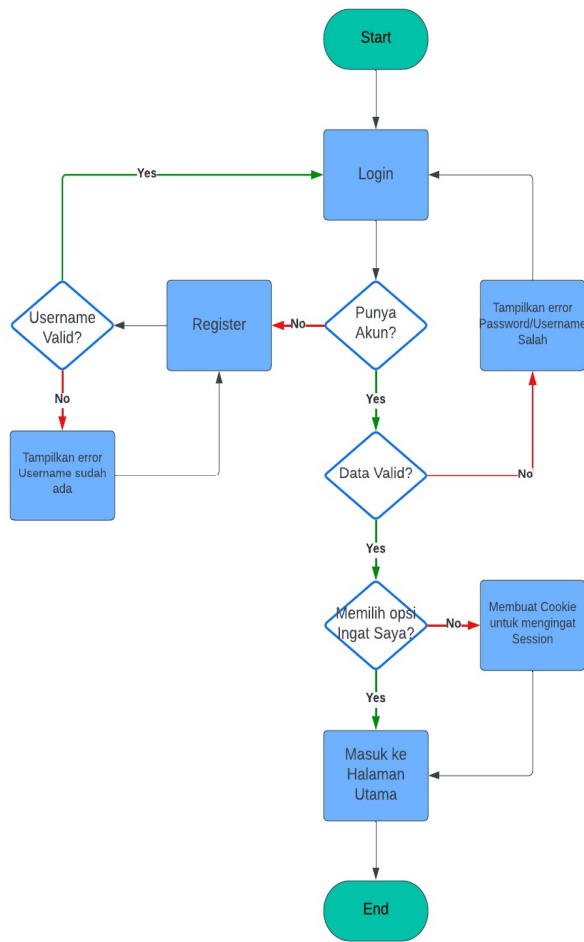 Start
Login
Yes
Username
Valid?
Register
No
Punya
Akun?
Tampilkan error
Password/Username
Salah
No
Yes
Tampilkan error
Username sudah
ada
Data Valid?
No
Yes
Memilih opsi
Ingat Saya?
No
Membuat Cookie
untuk mengingat
Session
Yes
Masuk ke
Halaman
Utama
End